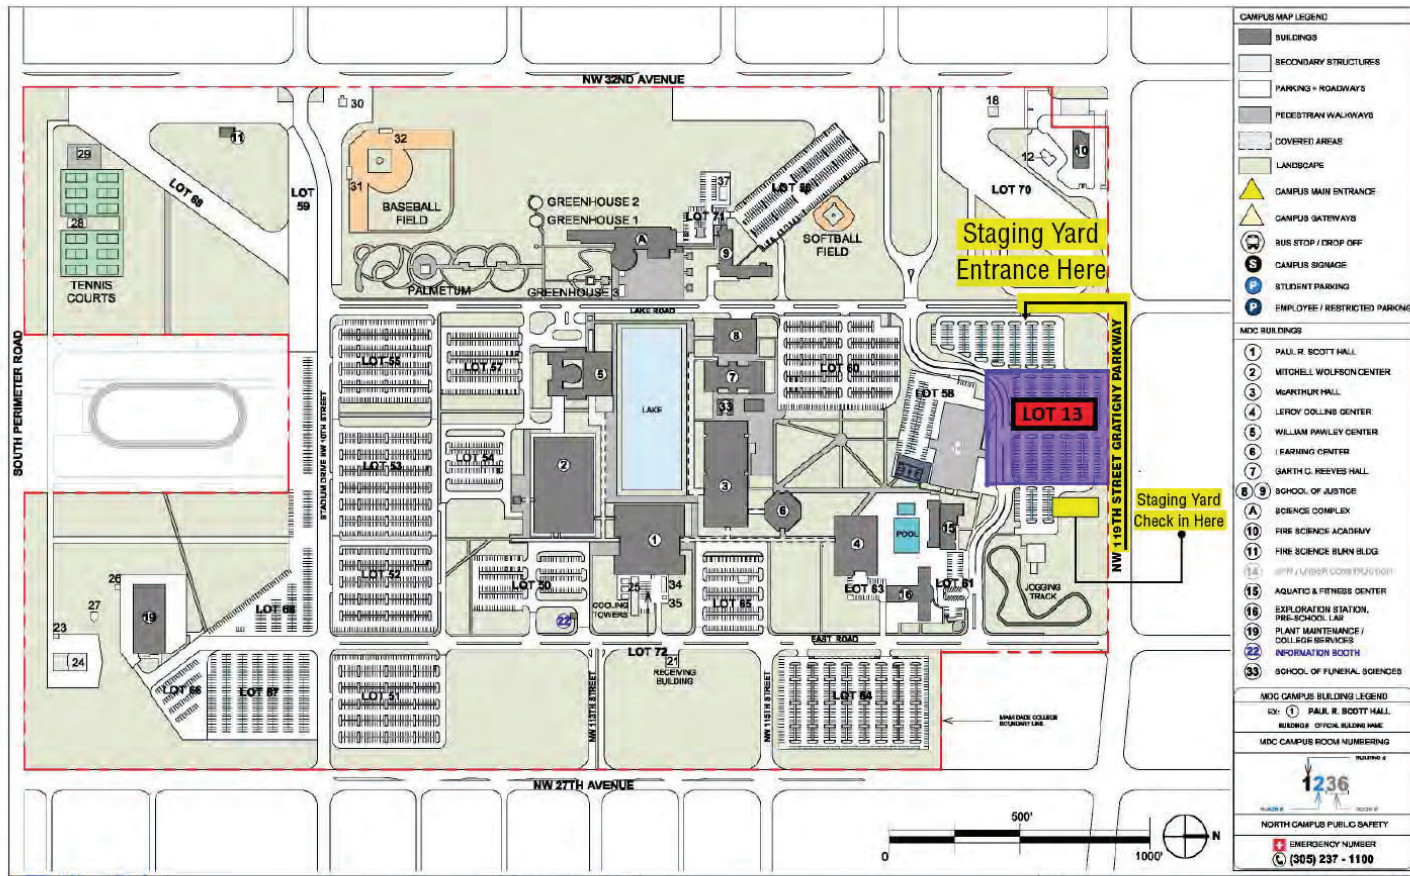 NW 32ND AVENUE
30
18
32
11
10
29
12
LOT 68
LOT
59
31
37
LOT 70
BASEBALL
FIELD
GREENHOUSE 2
GREENHOUSE 1
LOT 71
28
A
9
SOFTBALL
FIELD
Staging Yard
Entrance Here
TENNIS
COURTS
PALMETUM
GREENHOUSE 3
LAKE ROAD
SOUTH PERIMETER ROAD
STADIUM DRIVE NW 107H STREET
NW 119TH STREET GRATIGNY PARKWAY
LOT 55
LOT 57
5
8
7
LOT 60
LOT 58
33
LAKE
LOT 13
LOT 53
LOT 54
2
3
6
Staging Yard
Check in Here
1
4
POOL
15
LOT 52
LOT 50
25
34
35
COOLING
TOWERS
LOT 65
LOT 63
16
LOT 61
JOGGING
TRACK
26
27
19
23
24
22
EAST ROAD
LOT 72
21
RECEIVING
BUILDING
LOT 66
LOT 67
LOT 51
NW 113TH STREET
NW 115TH STREET
LOT 64
MIAMI DADE COLLEGE
BOUNDARY LINE
NW 27TH AVENUE
500'
0
1000'
N
CAMPUS MAP LEGEND
BUILDINGS
SECONDARY STRUCTURES
PARKING + ROADWAYS
PEDESTRIAN WALKWAYS
COVERED AREAS
LANDSCAPE
CAMPUS MAIN ENTRANCE
CAMPUS GATEWAYS
BUS STOP / DROP OFF
S CAMPUS SIGNAGE
P STUDENT PARKING
P EMPLOYEE / RESTRICTED PARKING
MDC BUILDINGS
1 PAUL R. SCOTT HALL
2 MITCHELL WOLFSON CENTER
3 McARTHUR HALL
4 LEROY COLLINS CENTER
5 WILLIAM PAWLEY CENTER
6 LEARNING CENTER
7 GARTH C. REEVES HALL
8 9 SCHOOL OF JUSTICE
A SCIENCE COMPLEX
10 FIRE SCIENCE ACADEMY
11 FIRE SCIENCE BURN BLDG
14 UNDER CONSTRUCTION
15 AQUATIC & FITNESS CENTER
16 EXPLORATION STATION,
PRE-SCHOOL LAB
19 PLANT MAINTENANCE /
COLLEGE SERVICES
22 INFORMATION BOOTH
33 SCHOOL OF FUNERAL SCIENCES
MDC CAMPUS BUILDING LEGEND
EX: 1 PAUL R. SCOTT HALL
BUILDING # OFFICIAL BUILDING NAME
MDC CAMPUS ROOM NUMBERING
BUILDING #
1236
NORTH CAMPUS PUBLIC SAFETY
EMERGENCY NUMBER
(305) 237 - 1100